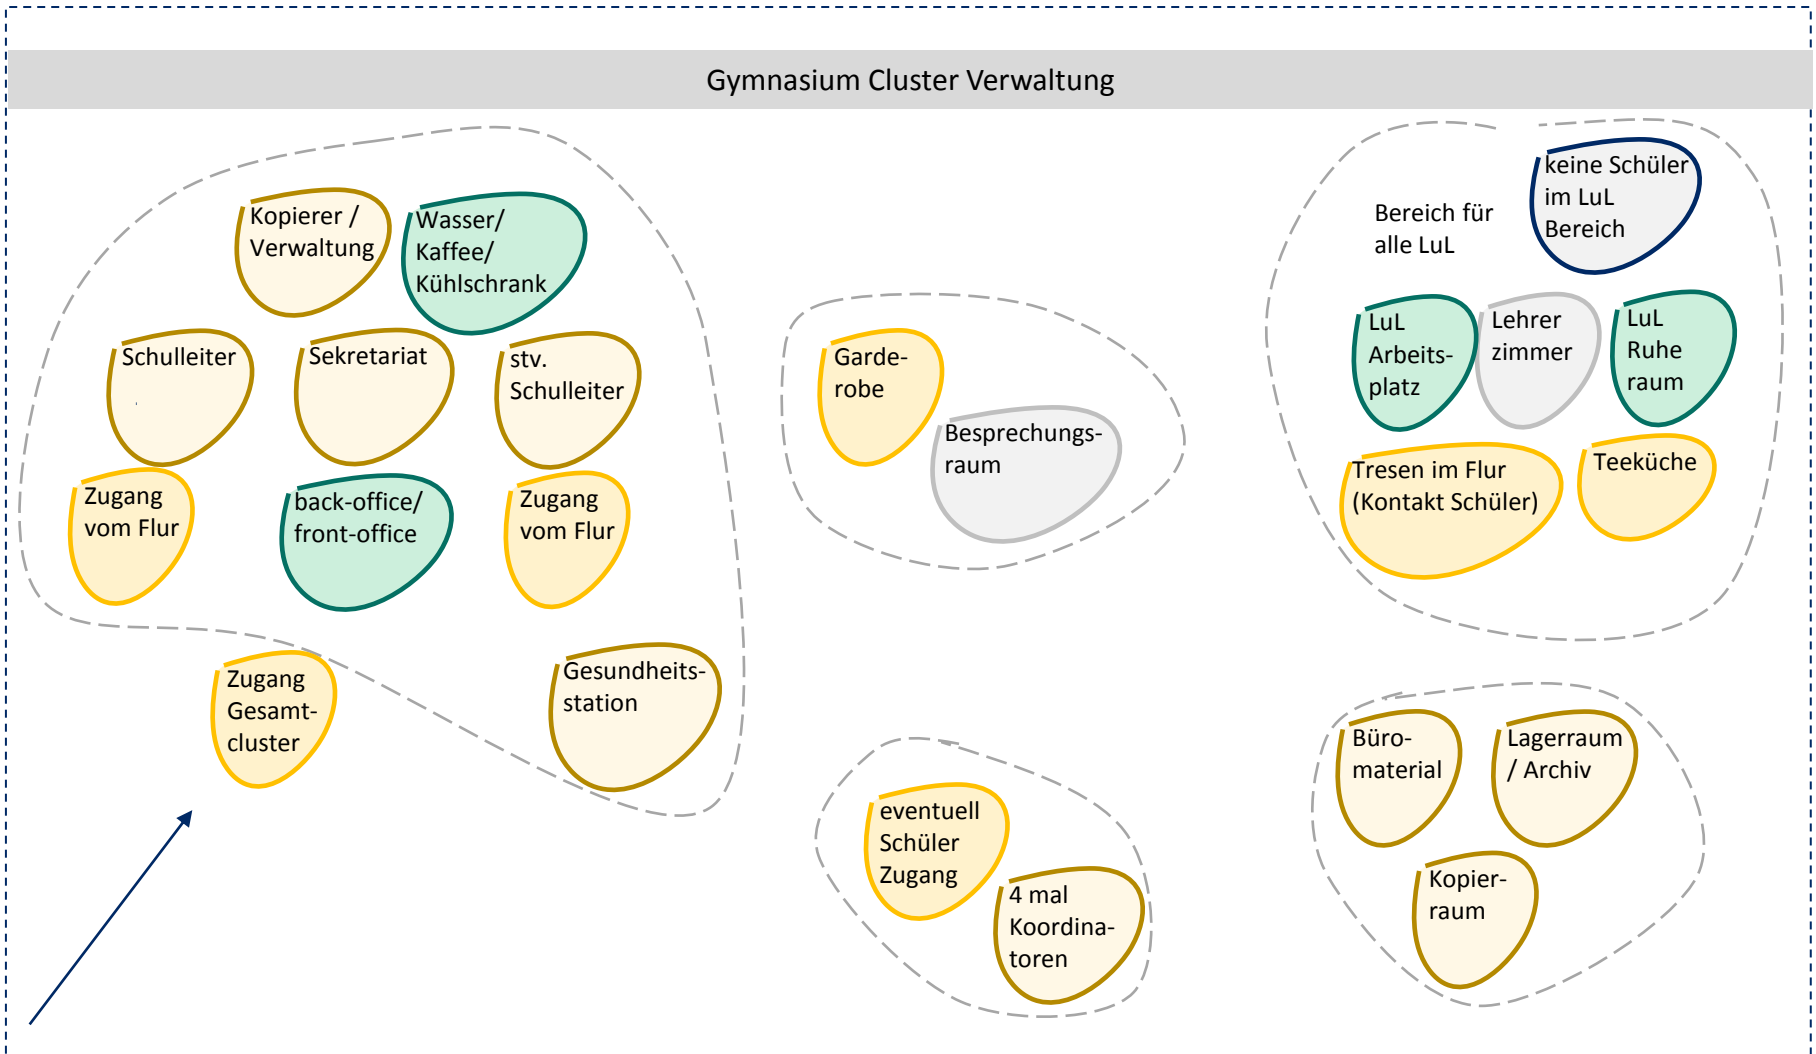 Gymnasium Cluster Verwaltung
Kopierer /
Verwaltung
Wasser/
Kaffee/
Kühlschrank
Schulleiter
Sekretariat
stv.
Schulleiter
Zugang
vom Flur
back-office/
front-office
Zugang
vom Flur
Zugang
Gesamt-
cluster
Gesundheits-
station
Garde-
robe
Besprechungs-
raum
eventuell
Schüler
Zugang
4 mal
Koordina-
toren
Bereich für
alle LuL
keine Schüler
im LuL
Bereich
LuL
Arbeits-
platz
Lehrer
zimmer
LuL
Ruhe
raum
Tresen im Flur
(Kontakt Schüler)
Teeküche
Büro-
material
Lagerraum
/ Archiv
Kopier-
raum